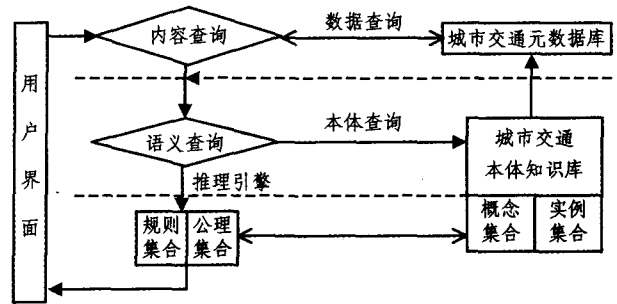 用户界面
内容查询
数据查询
城市交通元数据库
语义查询
本体查询
城市交通
本体知识库
推理引擎
规则
集合
公理
集合
概念
集合
实例
集合